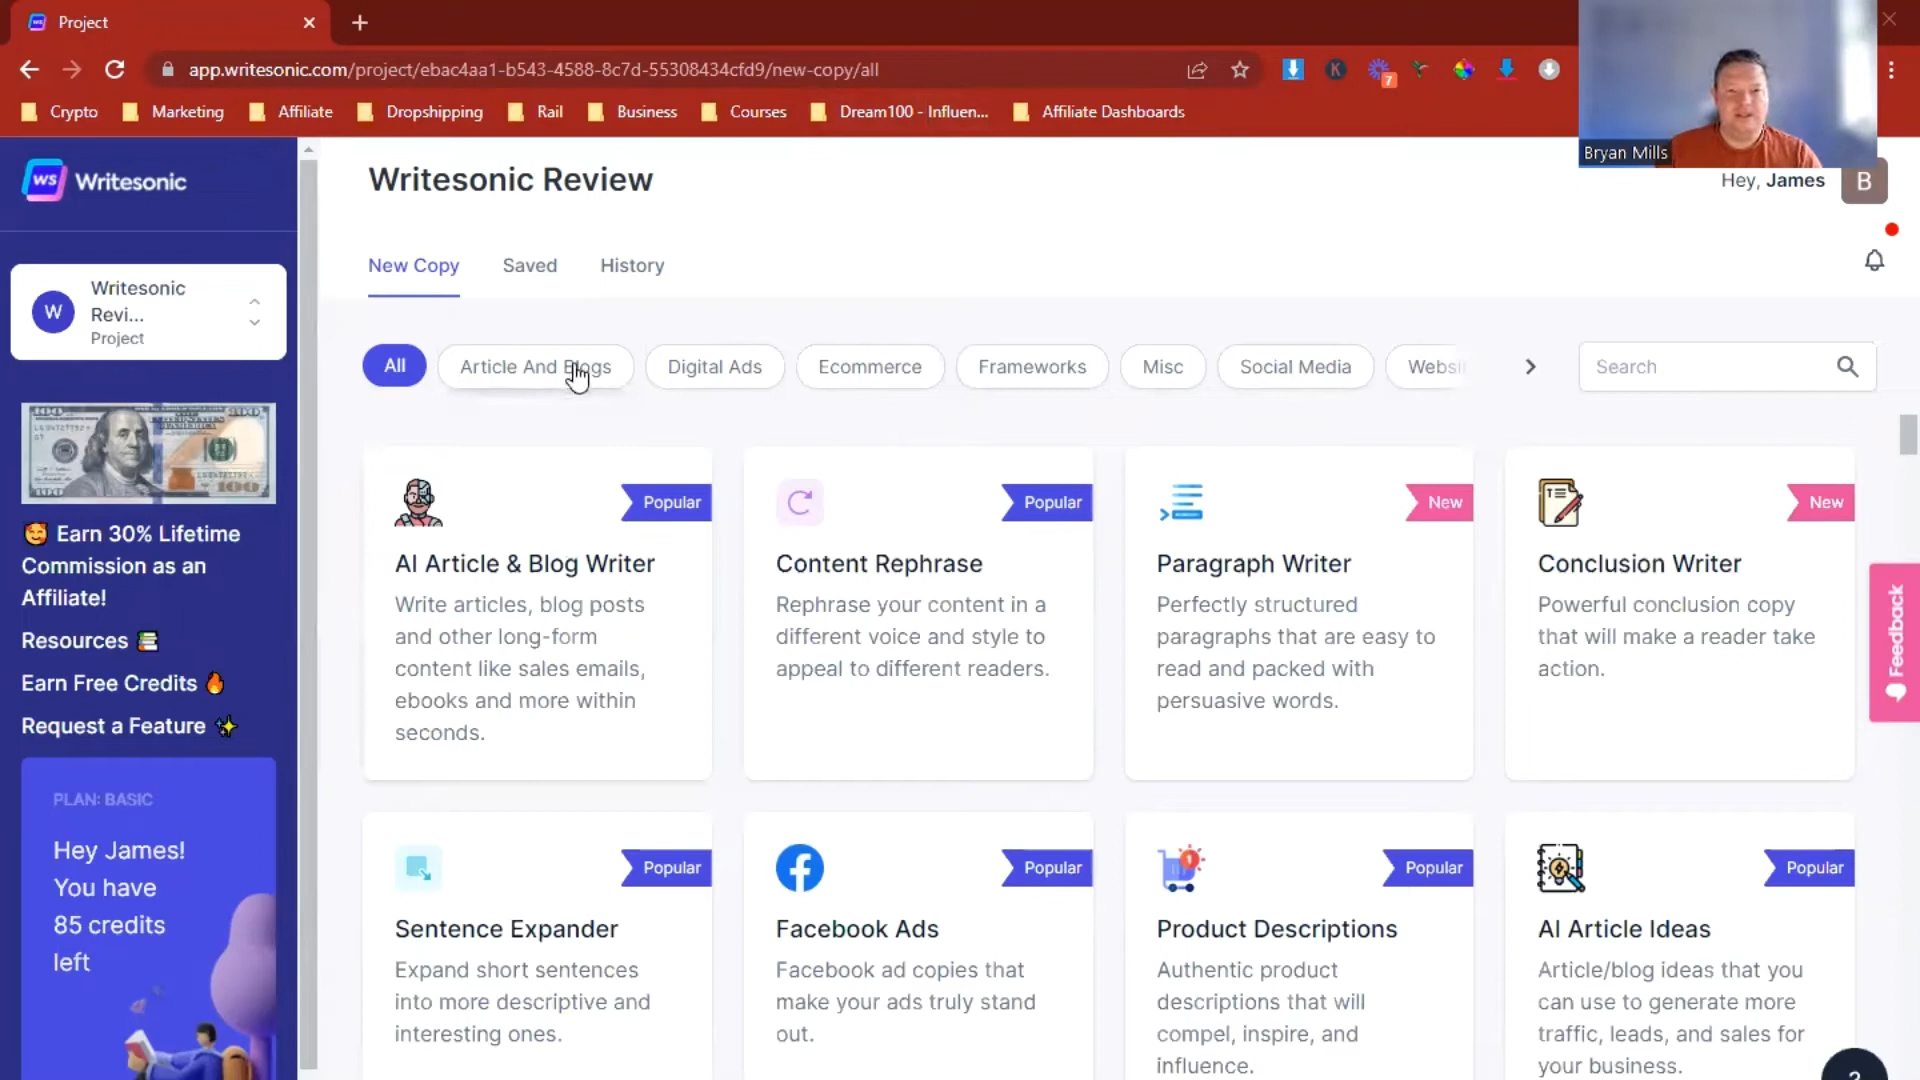 Project
app.writesonic.com/project/ebac4aa1-b543-4588-8c7d-55308434cfd9/new-copy/all
K
7
Crypto
Marketing
Affiliate
Dropshipping
Rail
Business
Courses
Dream100 - Influen...
Affiliate Dashboards
Bryan Mills
WS Writesonic
Writesonic Review
Hey, James
B
W
Writesonic
Revi...
Project
New Copy
Saved
History
All
Article And Blogs
Digital Ads
Ecommerce
Frameworks
Misc
Social Media
Websi
Search
100
100
Earn 30% Lifetime
Commission as an
Affiliate!
Resources
Earn Free Credits
Request a Feature
PLAN: BASIC
Hey James!
You have
85 credits
left
Popular
AI Article & Blog Writer
Write articles, blog posts
and other long-form
content like sales emails,
ebooks and more within
seconds.
Popular
Content Rephrase
Rephrase your content in a
different voice and style to
appeal to different readers.
New
Paragraph Writer
Perfectly structured
paragraphs that are easy to
read and packed with
persuasive words.
New
Conclusion Writer
Powerful conclusion copy
that will make a reader take
action.
Feedback
Popular
Sentence Expander
Expand short sentences
into more descriptive and
interesting ones.
Popular
Facebook Ads
Facebook ad copies that
make your ads truly stand
out.
Popular
Product Descriptions
Authentic product
descriptions that will
compel, inspire, and
influence.
Popular
AI Article Ideas
Article/blog ideas that you
can use to generate more
traffic, leads, and sales for
your business.
?